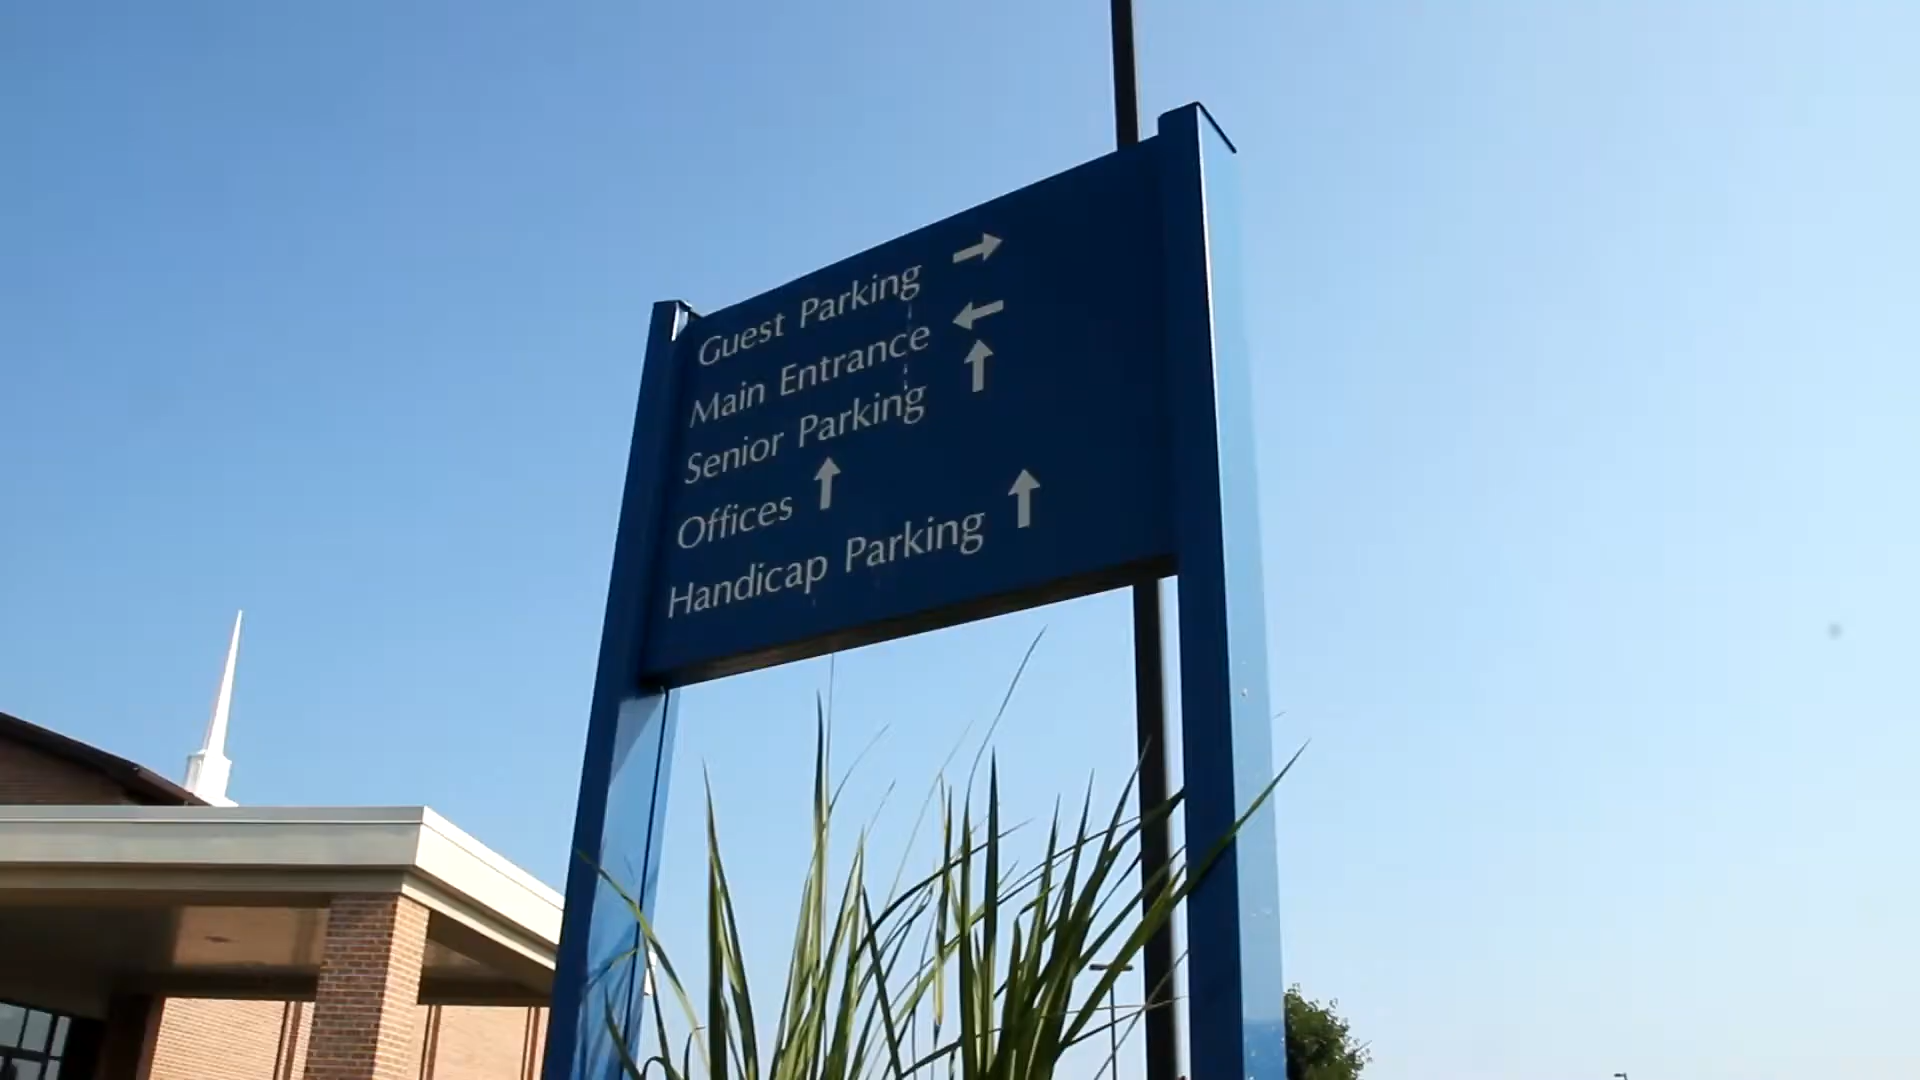 Guest Parking →
Main Entrance ←
Senior Parking ↑
Offices ↑
Handicap Parking ↑